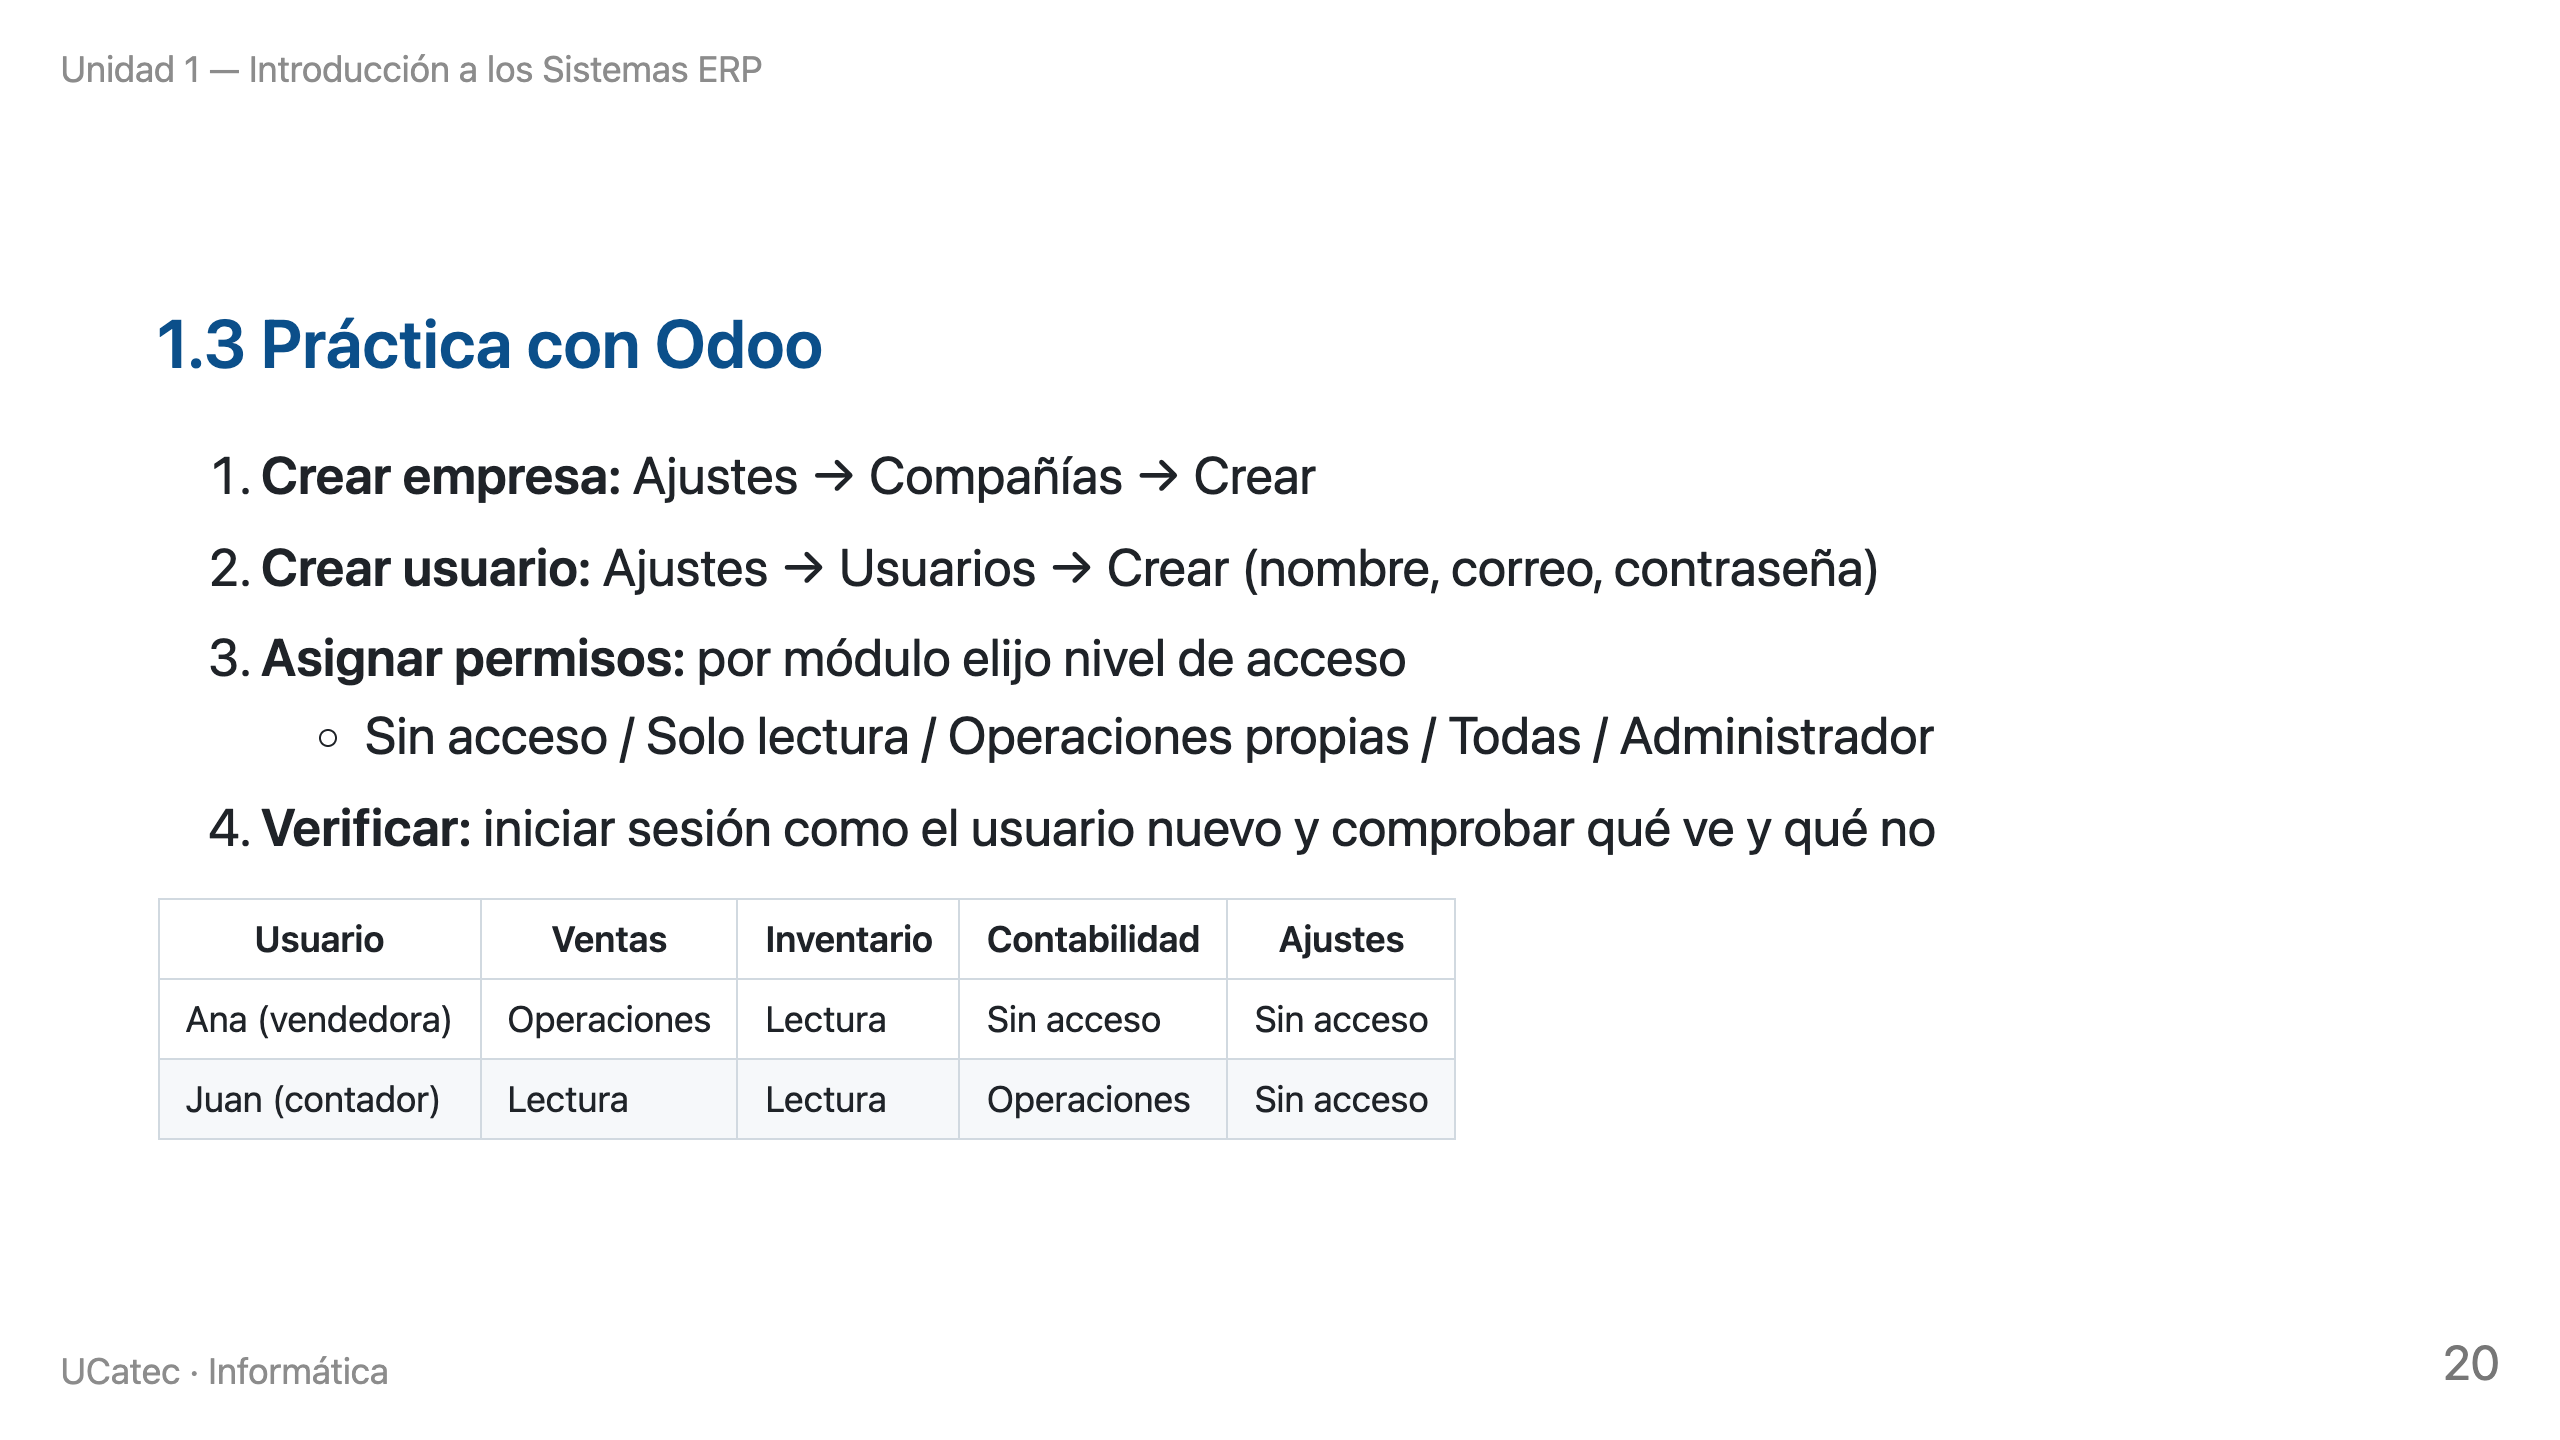 Unidad 1 — Introducción a los Sistemas ERP
1.3 Práctica con Odoo
1. Crear empresa: Ajustes → Compañías → Crear
2. Crear usuario: Ajustes → Usuarios → Crear (nombre, correo, contraseña)
3. Asignar permisos: por módulo elijo nivel de acceso
○ Sin acceso / Solo lectura / Operaciones propias / Todas / Administrador
4. Verificar: iniciar sesión como el usuario nuevo y comprobar qué ve y qué no
Usuario Ventas Inventario Contabilidad Ajustes
Ana (vendedora) Operaciones Lectura Sin acceso Sin acceso
Juan (contador) Lectura Lectura Operaciones Sin acceso
UCatec · Informática
20